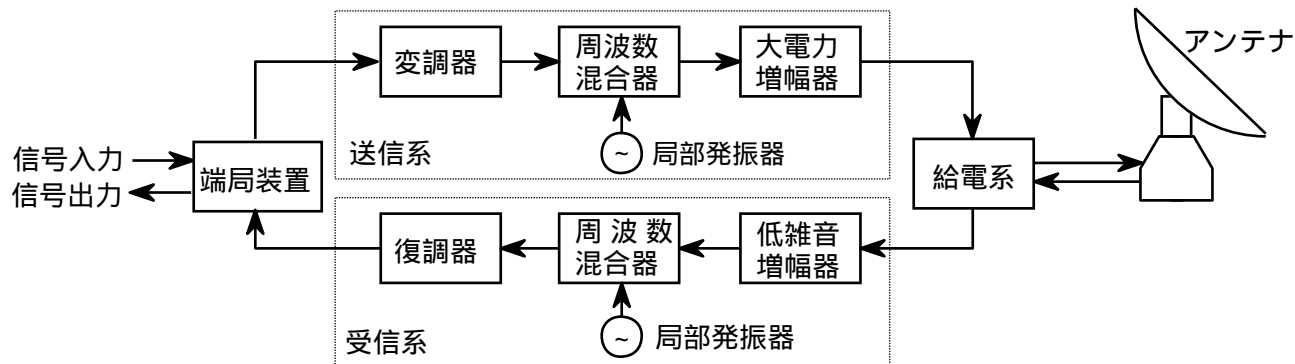 変調器
周波数
混合器
大電力
増幅器
アンテナ
送信系
~
局部発振器
信号入力
信号出力
端局装置
給電系
復調器
周波数
混合器
低雑音
増幅器
受信系
~
局部発振器